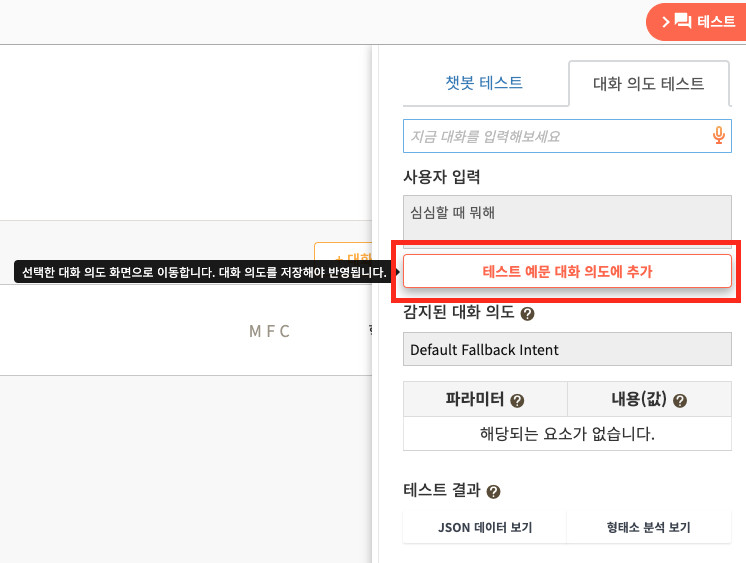 테스트
챗봇 테스트
대화 의도 테스트
지금 대화를 입력해보세요
사용자 입력
심심할 때 뭐해
+ 대화
선택한 대화 의도 화면으로 이동합니다. 대화 의도를 저장해야 반영됩니다.
테스트 예문 대화 의도에 추가
감지된 대화 의도 ?
Default Fallback Intent
MFC
파라미터 ? 내용(값) ?
해당되는 요소가 없습니다.
테스트 결과 ?
JSON 데이터 보기
형태소 분석 보기